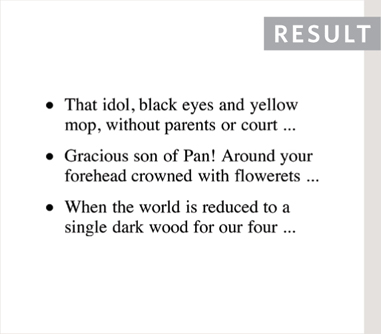 RESULT
• That idol, black eyes and yellow
mop, without parents or court ...
• Gracious son of Pan! Around your
forehead crowned with flowerets ...
• When the world is reduced to a
single dark wood for our four ...